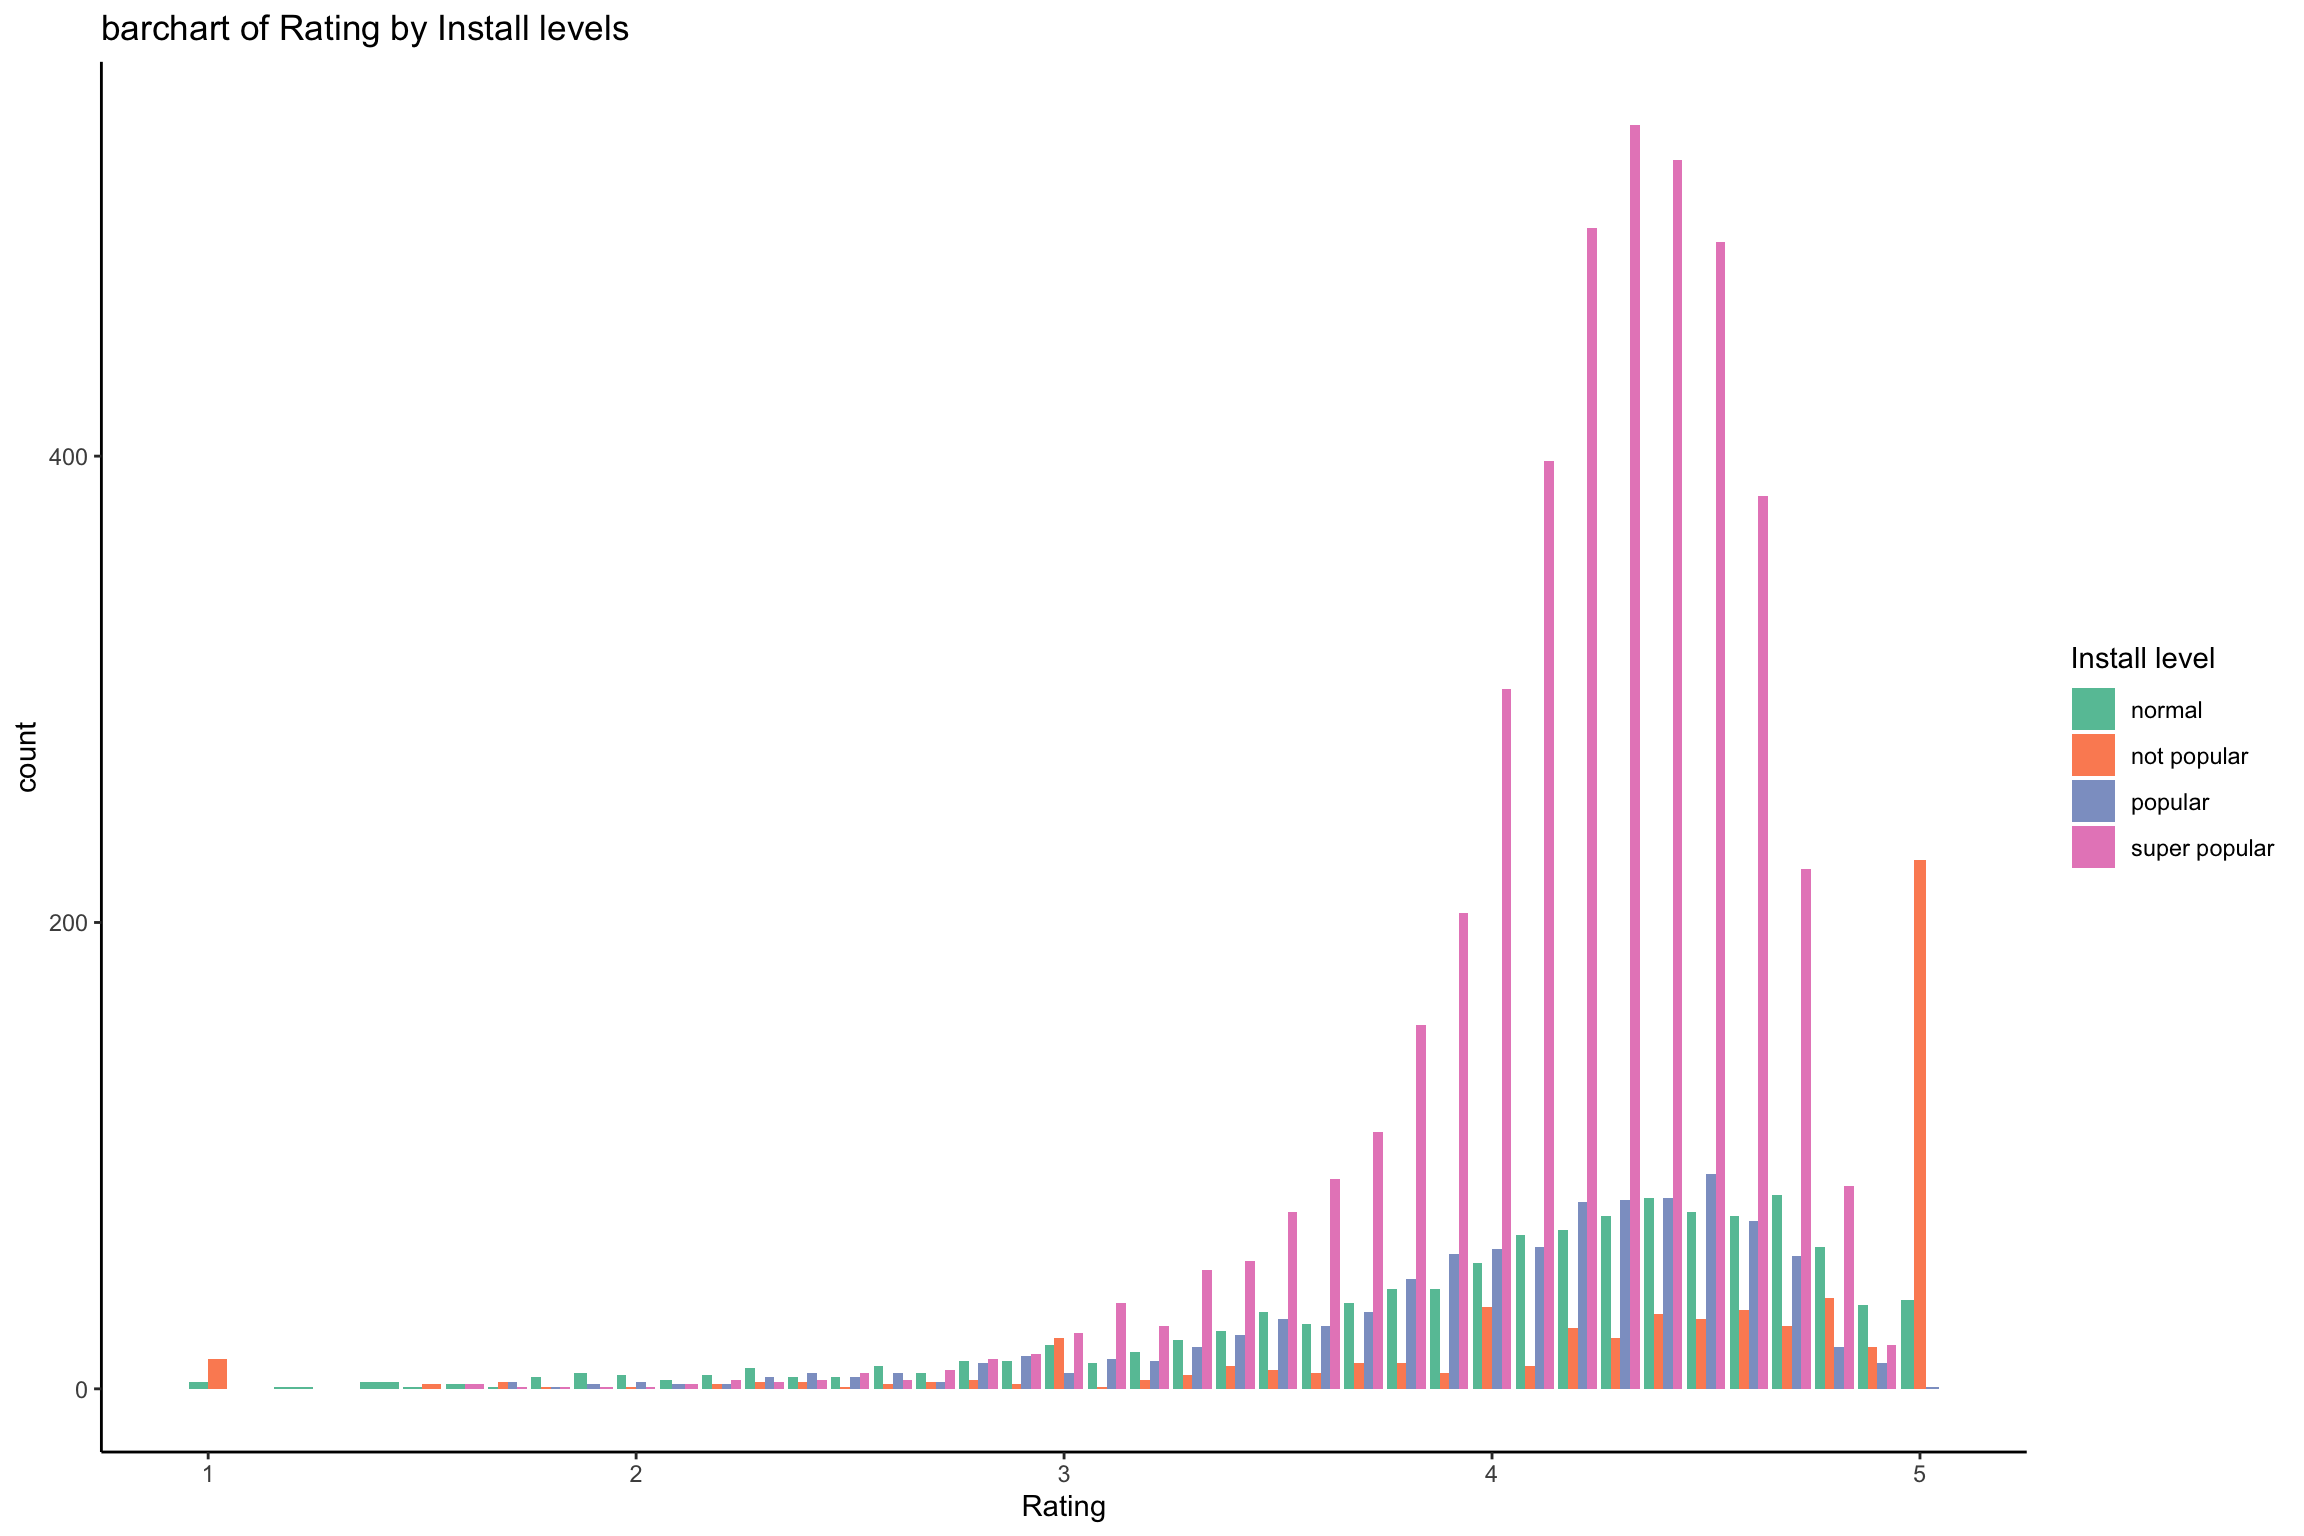 barchart of Rating by Install levels
count
400
200
0
1 2 3 4 5
Rating
Install level
normal
not popular
popular
super popular